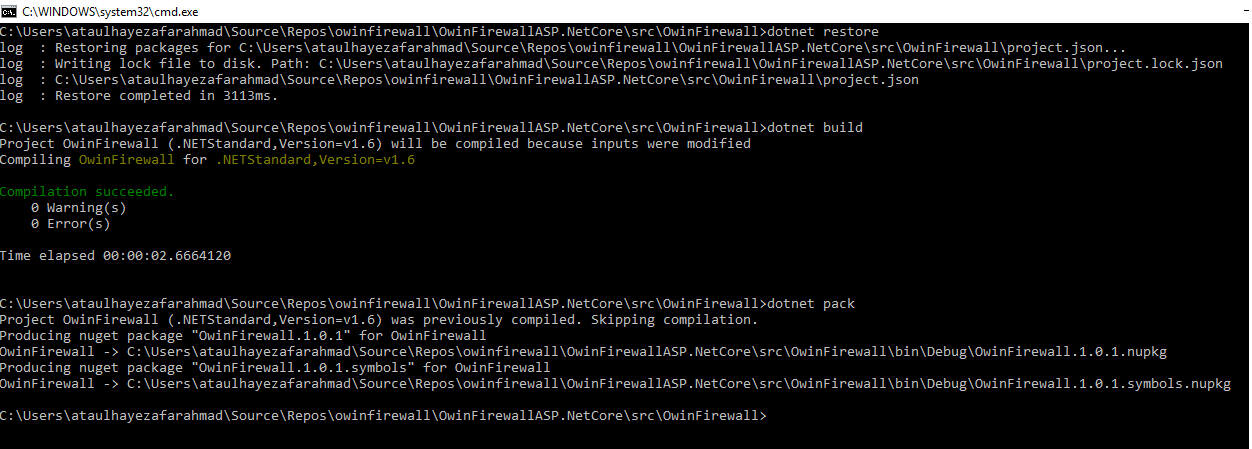 C:\WINDOWS\system32\cmd.exe
C:\Users\ataulhayezafarahmad\Source\Repos\owinfirewall\OwinFirewallASP.NetCore\src\OwinFirewall>dotnet restore
log  : Restoring packages for C:\Users\ataulhayezafarahmad\Source\Repos\owinfirewall\OwinFirewallASP.NetCore\src\OwinFirewall\project.json...
log  : Writing lock file to disk. Path: C:\Users\ataulhayezafarahmad\Source\Repos\owinfirewall\OwinFirewallASP.NetCore\src\OwinFirewall\project.lock.json
log  : C:\Users\ataulhayezafarahmad\Source\Repos\owinfirewall\OwinFirewallASP.NetCore\src\OwinFirewall\project.json
log  : Restore completed in 3113ms.
C:\Users\ataulhayezafarahmad\Source\Repos\owinfirewall\OwinFirewallASP.NetCore\src\OwinFirewall>dotnet build
Project OwinFirewall (.NETStandard,Version=v1.6) will be compiled because inputs were modified
Compiling OwinFirewall for .NETStandard,Version=v1.6
Compilation succeeded.
    0 Warning(s)
    0 Error(s)
Time elapsed 00:00:02.6664120
C:\Users\ataulhayezafarahmad\Source\Repos\owinfirewall\OwinFirewallASP.NetCore\src\OwinFirewall>dotnet pack
Project OwinFirewall (.NETStandard,Version=v1.6) was previously compiled. Skipping compilation.
Producing nuget package "OwinFirewall.1.0.1" for OwinFirewall
OwinFirewall -> C:\Users\ataulhayezafarahmad\Source\Repos\owinfirewall\OwinFirewallASP.NetCore\src\OwinFirewall\bin\Debug\OwinFirewall.1.0.1.nupkg
Producing nuget package "OwinFirewall.1.0.1.symbols" for OwinFirewall
OwinFirewall -> C:\Users\ataulhayezafarahmad\Source\Repos\owinfirewall\OwinFirewallASP.NetCore\src\OwinFirewall\bin\Debug\OwinFirewall.1.0.1.symbols.nupkg
C:\Users\ataulhayezafarahmad\Source\Repos\owinfirewall\OwinFirewallASP.NetCore\src\OwinFirewall>